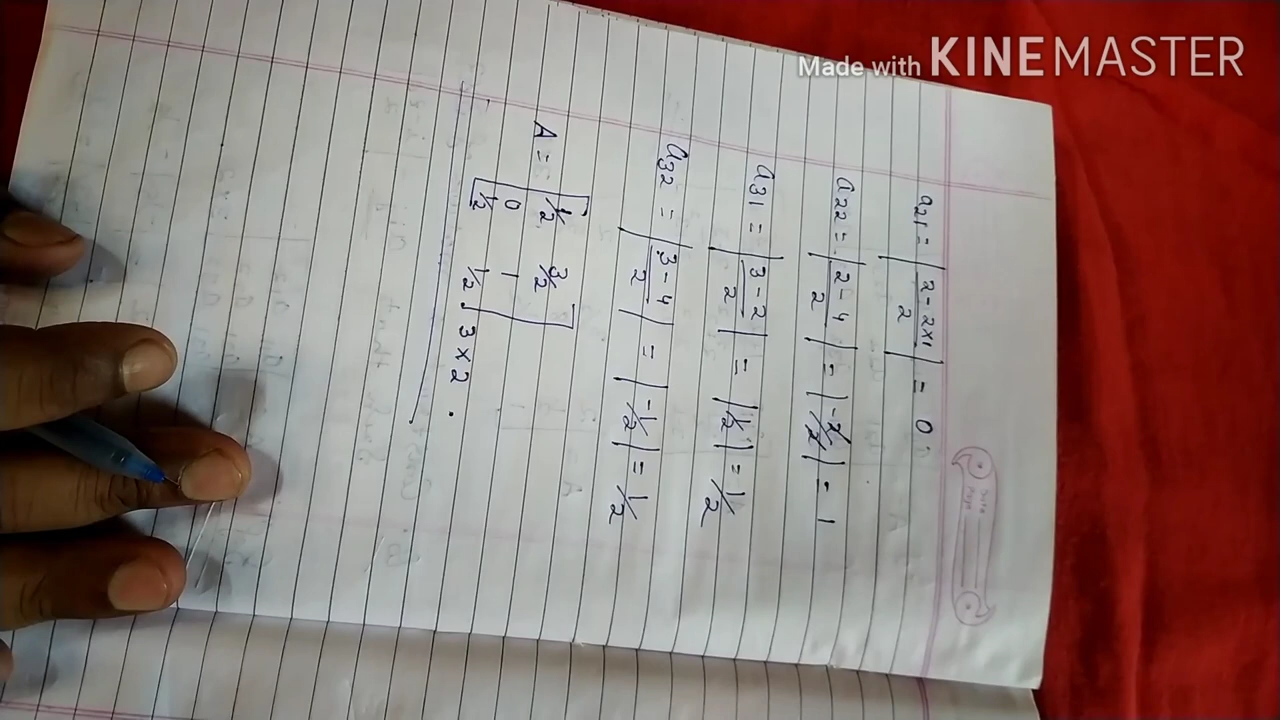 Made with KINEMASTER
Date
Page
a21 = |2-2×1/2| = 0
a22 = |2-4/2| = |-2/2| = 1
a31 = |3-2/2| = |1/2| = 1/2
a32 = |3-4/2| = |-1/2| = 1/2
A = [1/2 3/2
0 1
1/2 1/2] 3×2.